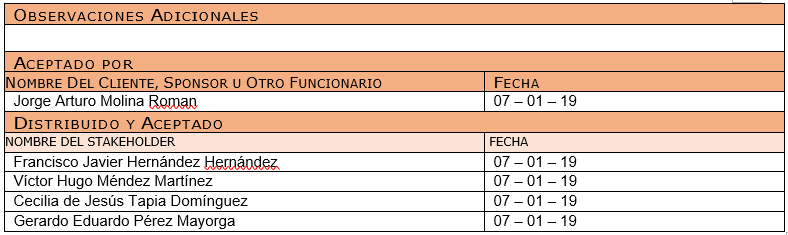 OBSERVACIONES ADICIONALES
ACEPTADO POR
NOMBRE DEL CLIENTE, SPONSOR U OTRO FUNCIONARIO FECHA
Jorge Arturo Molina Roman 07 – 01 – 19
DISTRIBUIDO Y ACEPTADO
NOMBRE DEL STAKEHOLDER FECHA
Francisco Javier Hernández Hernández 07 – 01 – 19
Víctor Hugo Méndez Martínez 07 – 01 – 19
Cecilia de Jesús Tapia Domínguez 07 – 01 – 19
Gerardo Eduardo Pérez Mayorga 07 – 01 – 19